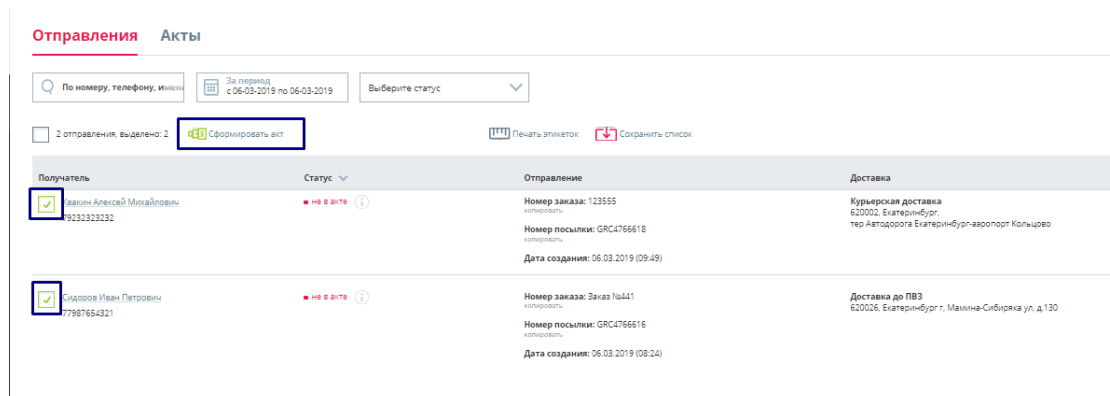 Отправления Акты
По номеру, телефону, имени
За период
с 06-03-2019 по 06-03-2019
Выберите статус
2 отправления, выделено: 2
Сформировать акт
Печать этикеток
Сохранить список
Получатель Статус Отправление Доставка
Квакин Алексей Михайлович
79232323232
не в акте
Номер заказа: 123555
копировать
Номер посылки: GRC4766618
копировать
Дата создания: 06.03.2019 (09:49)
Курьерская доставка
620002, Екатеринбург,
тер Автодорога Екатеринбург-аэропорт Кольцово
Сидоров Иван Петрович
77987654321
не в акте
Номер заказа: Заказ №441
копировать
Номер посылки: GRC4766616
копировать
Дата создания: 06.03.2019 (08:24)
Доставка до ПВЗ
620026, Екатеринбург г, Мамина-Сибиряка ул, д.130